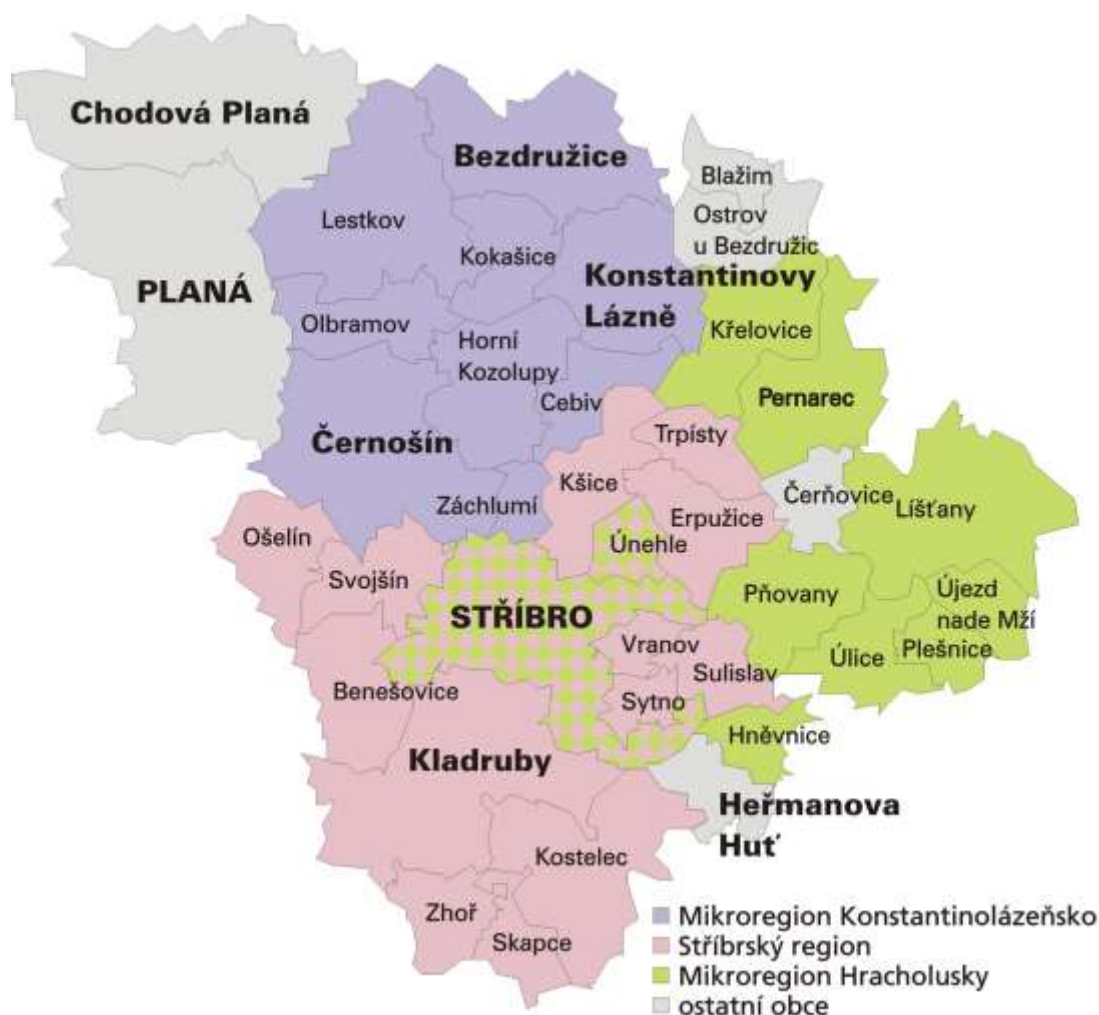 Chodová Planá
Bezdružice
Blažim
Lestkov
Ostrov
u Bezdružic
Kokašice
PLANÁ
Konstantinovy
Lázně
Olbramov
Horní
Kozolupy
Křelovice
Cebiv
Pernarec
Černošín
Trpísty
Kšice
Čerňovice
Líšťany
Záchlumí
Erpužice
Ošelín
Únehle
Svojšín
Pňovany
Újezd
nade Mží
STŘÍBRO
Vranov
Úlice
Plešnice
Sulislav
Benešovice
Sytno
Hněvnice
Kladruby
Heřmanova
Huť
Kostelec
Zhoř
Skapce
Mikroregion Konstantinolázeňsko
Stříbrský region
Mikroregion Hracholusky
ostatní obce